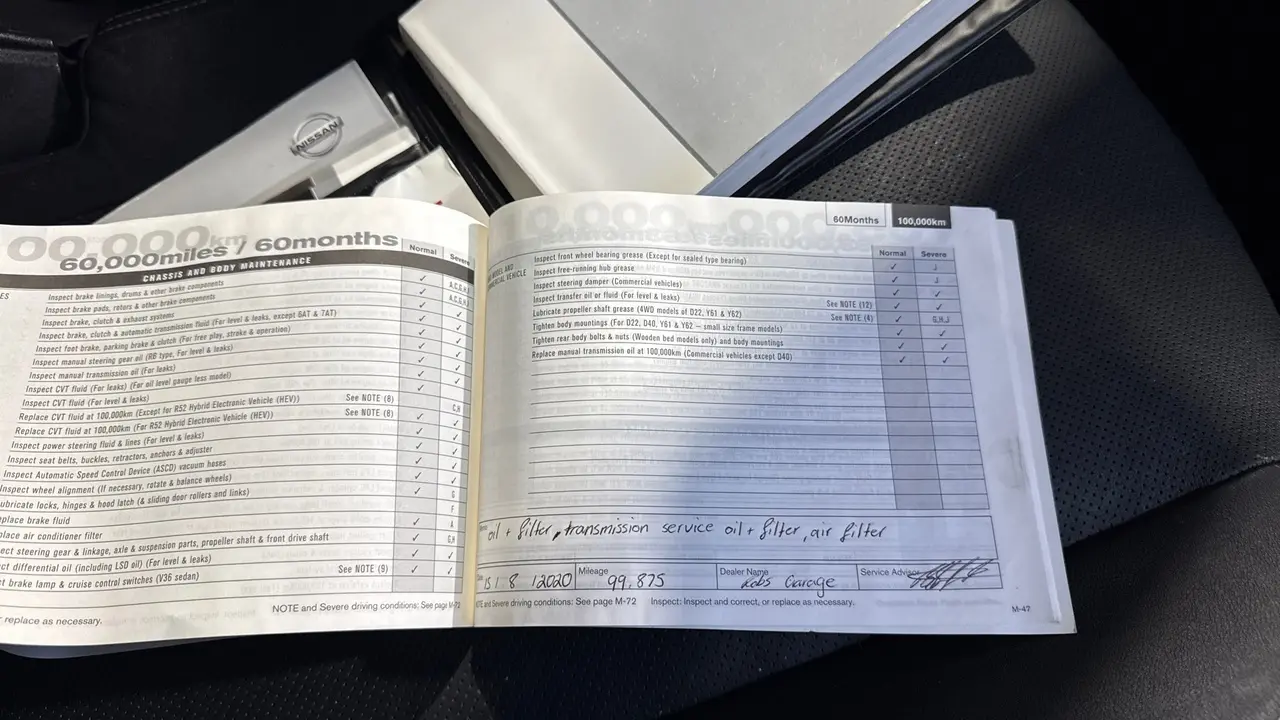 NISSAN
00,000km
60,000miles / 60months
Normal
Severe
CHASSIS AND BODY MAINTENANCE
Inspect brake linings, drums & other brake components ✓ A,C,G,H
Inspect brake pads, rotors & other brake components ✓ A,C,G,H
Inspect brake, clutch & exhaust systems ✓ ✓
Inspect brake, clutch & automatic transmission fluid (For level & leaks, except 6AT & 7AT) ✓ ✓
Inspect foot brake, parking brake & clutch (For free play, stroke & operation) ✓ ✓
Inspect manual steering gear oil (RB type, For level & leaks) ✓ ✓
Inspect manual transmission oil (For leaks) ✓ ✓
Inspect CVT fluid (For leaks) (For oil level gauge less model) ✓ ✓
Inspect CVT fluid (For level & leaks)
Replace CVT fluid at 100,000km (Except for R52 Hybrid Electronic Vehicle (HEV)) See NOTE (8)
Replace CVT fluid at 100,000km (For R52 Hybrid Electronic Vehicle (HEV)) See NOTE (8) C,H
Inspect power steering fluid & lines (For level & leaks)
Inspect seat belts, buckles, retractors, anchors & adjuster
Inspect Automatic Speed Control Device (ASCD) vacuum hoses
Inspect wheel alignment (If necessary, rotate & balance wheels)
ubricate locks, hinges & hood latch (& sliding door rollers and links) G
place brake fluid F
place air conditioner filter ✓ A
ect steering gear & linkage, axle & suspension parts, propeller shaft & front drive shaft ✓ G,H
ct differential oil (including LSD oil) (For level & leaks)
t brake lamp & cruise control switches (V36 sedan) See NOTE (9) ✓ ✓
NOTE and Severe driving conditions: See page M-72
r replace as necessary.
60Months
100,000km
Normal
Severe
MODEL AND
COMMERCIAL VEHICLE
Inspect front wheel bearing grease (Except for sealed type bearing)
Inspect free-running hub grease ✓ J
Inspect steering damper (Commercial vehicles) ✓ J
Inspect transfer oil or fluid (For level & leaks) ✓ ✓
Lubricate propeller shaft grease (4WD models of D22, Y61 & Y62) See NOTE (12) ✓ ✓
Tighten body mountings (For D22, D40, Y61 & Y62 – small size frame models) See NOTE (4) ✓ G,H,J
Tighten rear body bolts & nuts (Wooden bed models only) and body mountings ✓ ✓
Replace manual transmission oil at 100,000km (Commercial vehicles except D40) ✓ ✓
oil + filter, transmission service oil + filter, air filter
15 / 8 / 2020
Mileage
99,875
Dealer Name
Robs Garage
Service Advisor
NOTE and Severe driving conditions: See page M-72 Inspect: Inspect and correct, or replace as necessary.
M-47